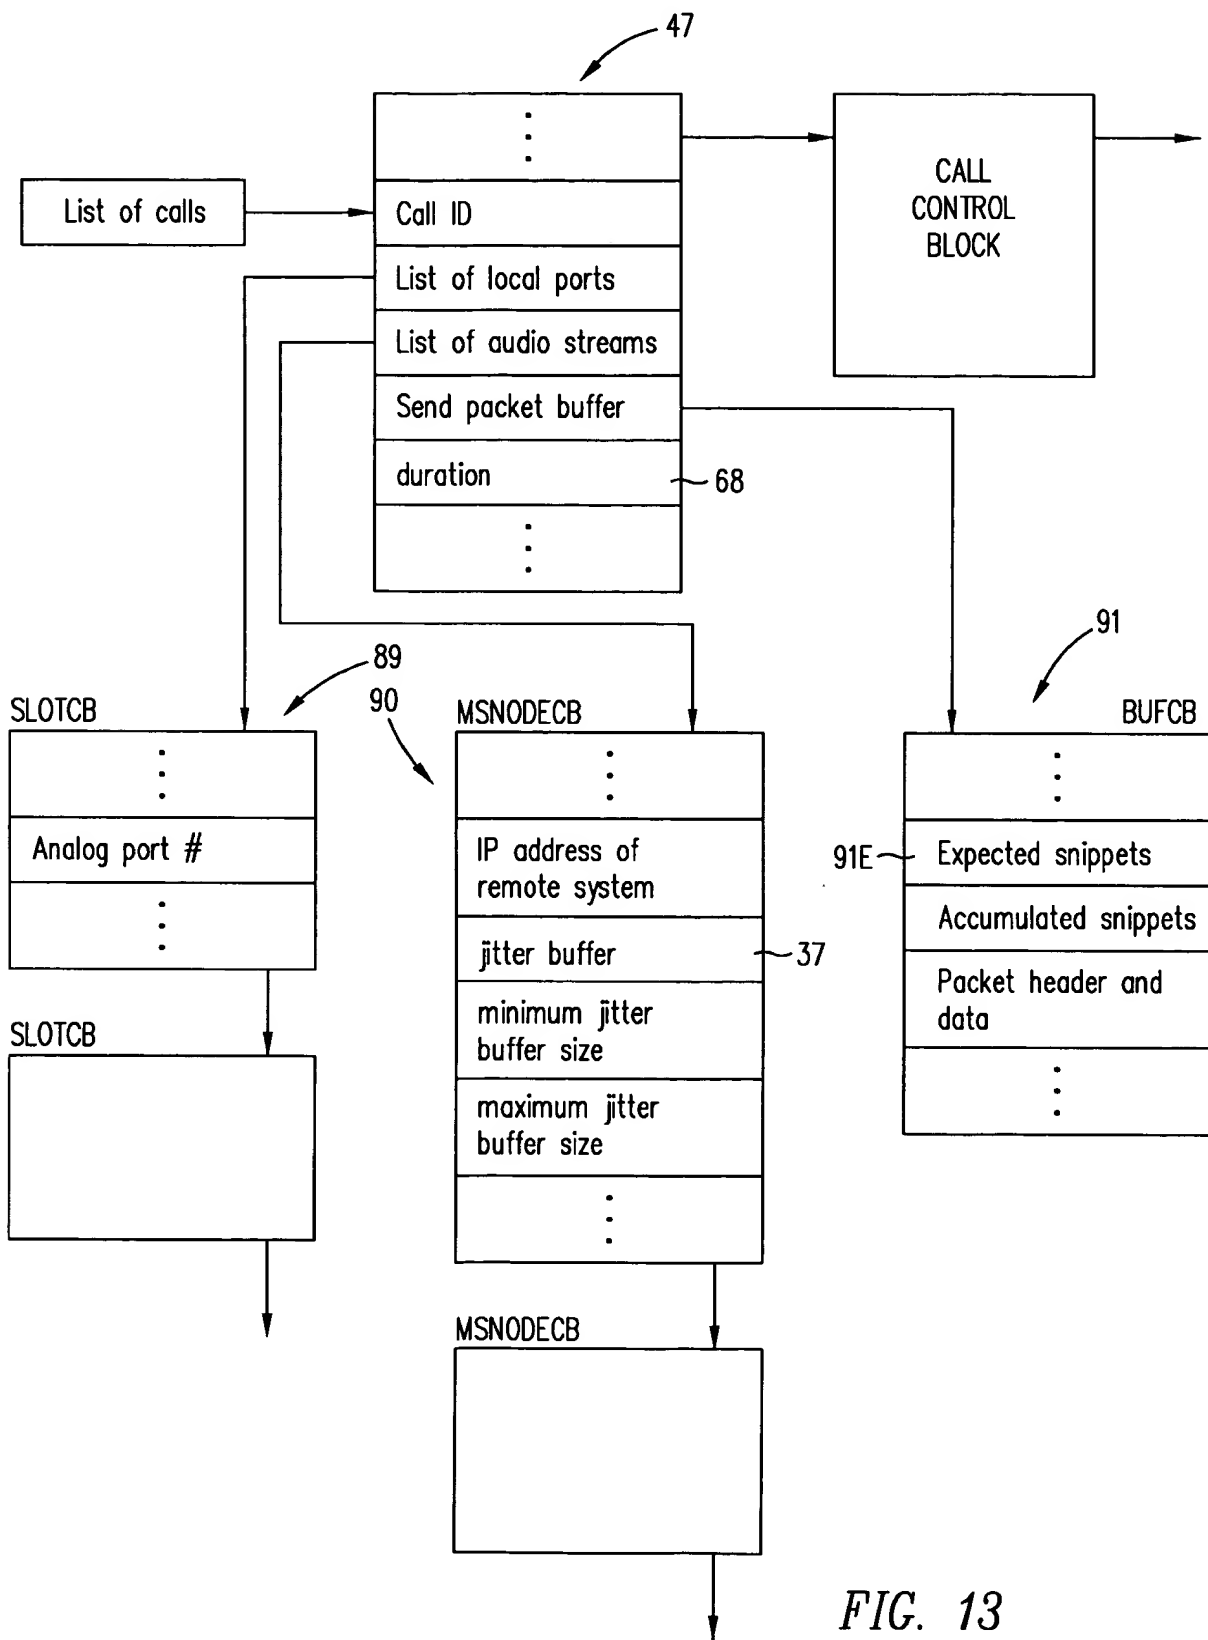 47
CALL
CONTROL
BLOCK
List of calls
Call ID
List of local ports
List of audio streams
Send packet buffer
duration
68
89
90
91
SLOTCB
MSNODECB
BUFCB
Analog port #
IP address of
remote system
91E
Expected snippets
Accumulated snippets
jitter buffer
37
Packet header and
data
minimum jitter
buffer size
SLOTCB
maximum jitter
buffer size
MSNODECB
FIG. 13